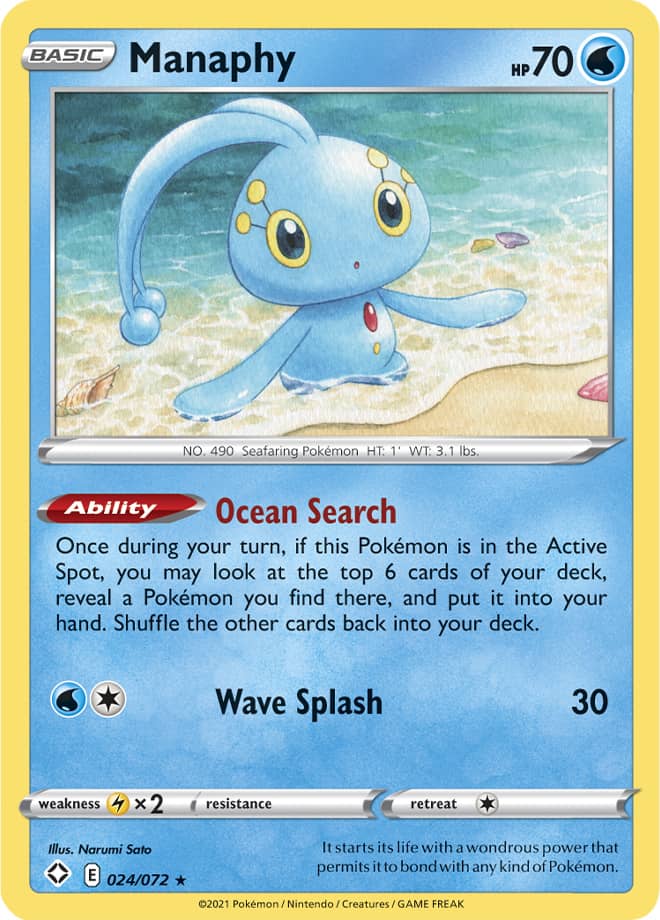 BASIC Manaphy HP70
NO. 490 Seafaring Pokémon HT: 1' WT: 3.1 lbs.
Ability Ocean Search
Once during your turn, if this Pokémon is in the Active
Spot, you may look at the top 6 cards of your deck,
reveal a Pokémon you find there, and put it into your
hand. Shuffle the other cards back into your deck.
Wave Splash 30
weakness ×2 resistance retreat
Illus. Narumi Sato
It starts its life with a wondrous power that
permits it to bond with any kind of Pokémon.
E 024/072 ★
©2021 Pokémon / Nintendo / Creatures / GAME FREAK